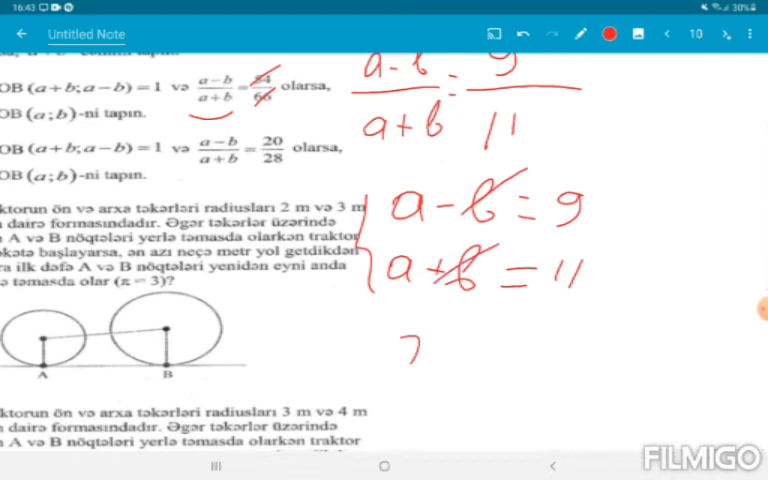 16:43 30%
Untitled Note 10
OB (a+b; a−b) = 1 və a−b/a+b = 54/66 olarsa,
OB (a;b)-ni tapın.
OB (a+b; a−b) = 1 və a−b/a+b = 20/28 olarsa,
OB (a;b)-ni tapın.
ktorun ön və arxa təkərləri radiusları 2 m və 3 m
dairə formasındadır. Əgər təkərlər üzərində
A və B nöqtələri yerlə təmasda olarkən traktor
əkətə başlayarsa, ən azı neçə metr yol getdikdən
ra ilk dəfə A və B nöqtələri yenidən eyni anda
ə təmasda olar (π = 3)?
A B
ktorun ön və arxa təkərləri radiusları 3 m və 4 m
dairə formasındadır. Əgər təkərlər üzərində
A və B nöqtələri yerlə təmasda olarkən traktor
a−b/a+b = 9/11
a − b = 9
a + b = 11
FILMIGO